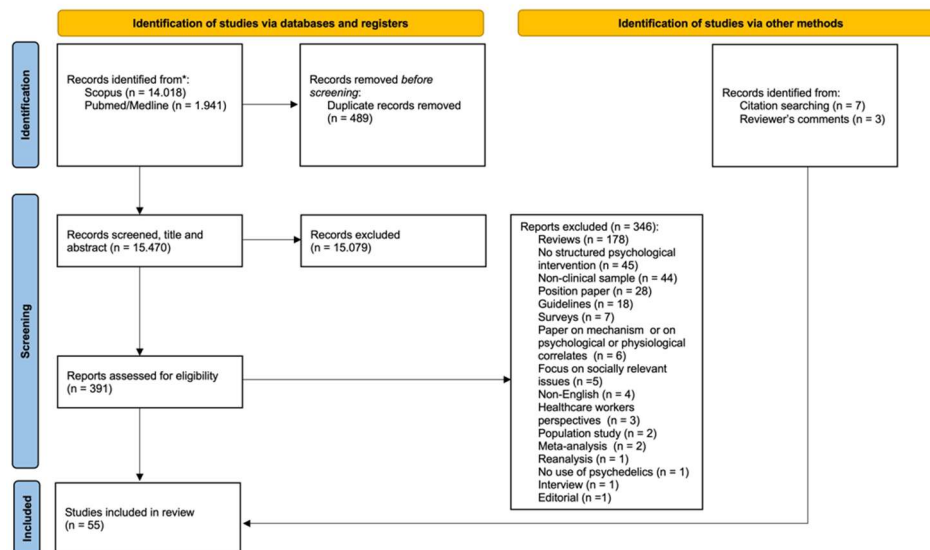 Identification of studies via databases and registers
Identification of studies via other methods
Identification
Records identified from*:
Scopus (n = 14.018)
Pubmed/Medline (n = 1.941)
Records removed before
screening:
Duplicate records removed
(n = 489)
Records identified from:
Citation searching (n = 7)
Reviewer's comments (n = 3)
Screening
Records screened, title and
abstract (n = 15.470)
Records excluded
(n = 15.079)
Reports assessed for eligibility
(n = 391)
Reports excluded (n = 346):
Reviews (n = 178)
No structured psychological
intervention (n = 45)
Non-clinical sample (n = 44)
Position paper (n = 28)
Guidelines (n = 18)
Surveys (n = 7)
Paper on mechanism or on
psychological or physiological
correlates (n = 6)
Focus on socially relevant
issues (n =5)
Non-English (n = 4)
Healthcare workers
perspectives (n = 3)
Population study (n = 2)
Meta-analysis (n = 2)
Reanalysis (n = 1)
No use of psychedelics (n = 1)
Interview (n = 1)
Editorial (n =1)
Included
Studies included in review
(n = 55)